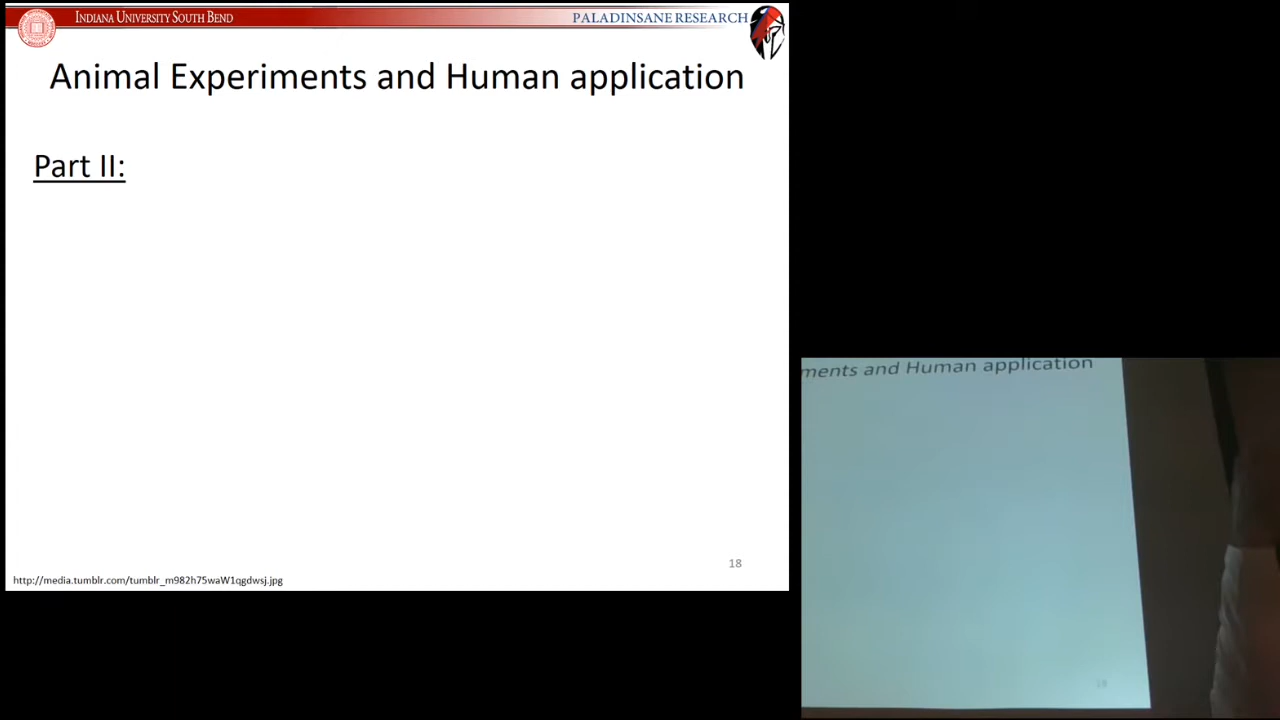 INDIANA UNIVERSITY SOUTH BEND
PALADINSANE RESEARCH
Animal Experiments and Human application
Part II:
18
http://media.tumblr.com/tumblr_m982h75waW1qgdwsj.jpg
ments and Human application
18